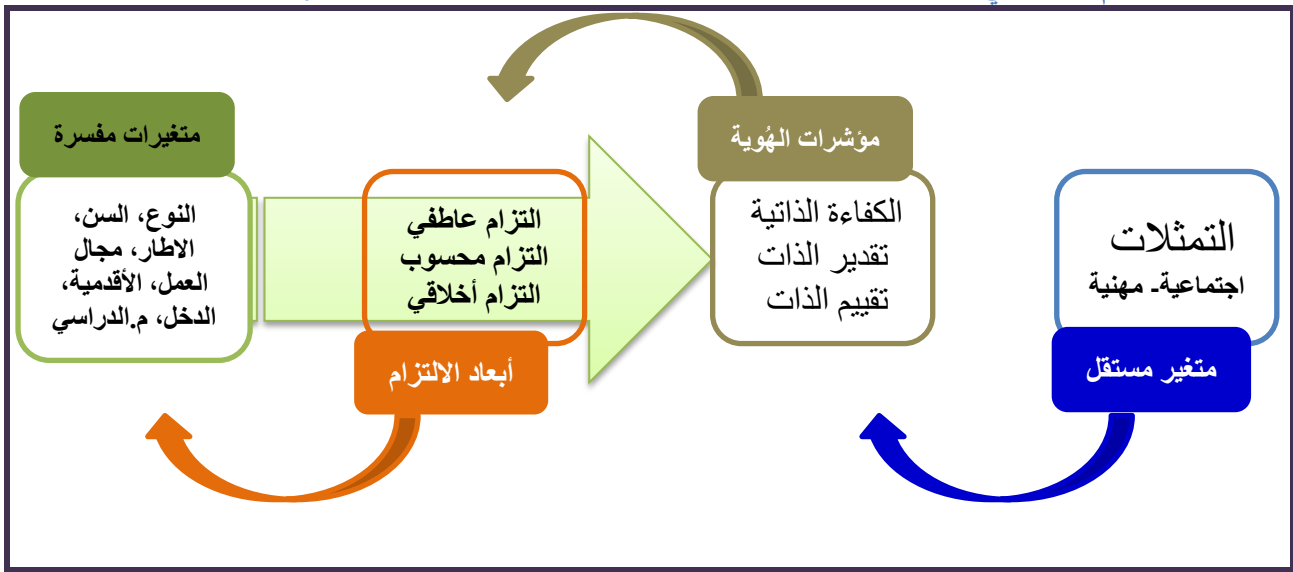 متغيرات مفسرة
النوع، السن،
الاطار، مجال
العمل، الأقدمية،
الدخل، م.الدراسي
التزام عاطفي
التزام محسوب
التزام أخلاقي
أبعاد الالتزام
مؤشرات الهُوية
الكفاءة الذاتية
تقدير الذات
تقييم الذات
التمثلات
اجتماعية- مهنية
متغير مستقل